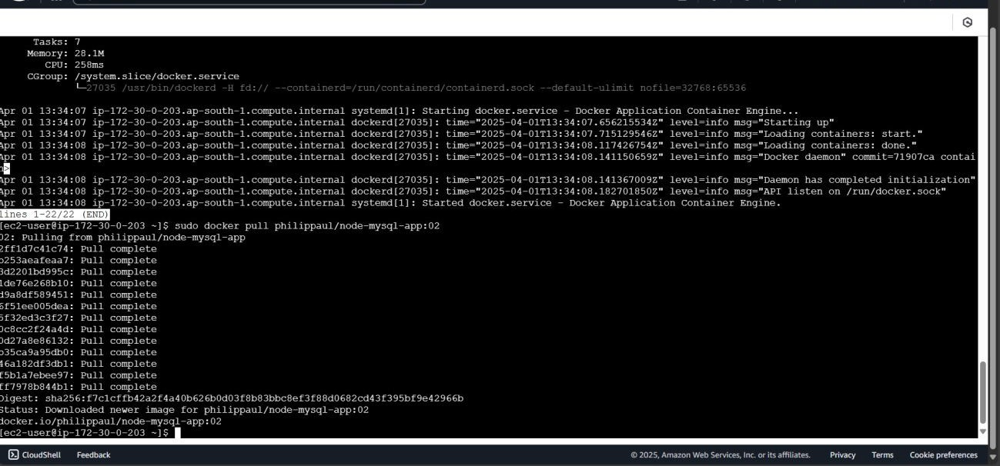 Tasks: 7
Memory: 28.1M
CPU: 258ms
CGroup: /system.slice/docker.service
└─27035 /usr/bin/dockerd -H fd:// --containerd=/run/containerd/containerd.sock --default-ulimit nofile=32768:65536
Apr 01 13:34:07 ip-172-30-0-203.ap-south-1.compute.internal systemd[1]: Starting docker.service - Docker Application Container Engine...
Apr 01 13:34:07 ip-172-30-0-203.ap-south-1.compute.internal dockerd[27035]: time="2025-04-01T13:34:07.656215534Z" level=info msg="Starting up"
Apr 01 13:34:07 ip-172-30-0-203.ap-south-1.compute.internal dockerd[27035]: time="2025-04-01T13:34:07.715129546Z" level=info msg="Loading containers: start."
Apr 01 13:34:08 ip-172-30-0-203.ap-south-1.compute.internal dockerd[27035]: time="2025-04-01T13:34:08.117426754Z" level=info msg="Loading containers: done."
Apr 01 13:34:08 ip-172-30-0-203.ap-south-1.compute.internal dockerd[27035]: time="2025-04-01T13:34:08.141150659Z" level=info msg="Docker daemon" commit=71907ca contai
n>
Apr 01 13:34:08 ip-172-30-0-203.ap-south-1.compute.internal dockerd[27035]: time="2025-04-01T13:34:08.141367009Z" level=info msg="Daemon has completed initialization"
Apr 01 13:34:08 ip-172-30-0-203.ap-south-1.compute.internal dockerd[27035]: time="2025-04-01T13:34:08.182701850Z" level=info msg="API listen on /run/docker.sock"
Apr 01 13:34:08 ip-172-30-0-203.ap-south-1.compute.internal systemd[1]: Started docker.service - Docker Application Container Engine.
lines 1-22/22 (END)
[ec2-user@ip-172-30-0-203 ~]$ sudo docker pull philippaul/node-mysql-app:02
02: Pulling from philippaul/node-mysql-app
2ff1d7c41c74: Pull complete
b253aeafeaa7: Pull complete
3d2201bd995c: Pull complete
1de76e268b10: Pull complete
d9a8df589451: Pull complete
6f51ee005dea: Pull complete
5f32ed3c3f27: Pull complete
0c8cc2f24a4d: Pull complete
0d27a8e86132: Pull complete
b35ca9a95db0: Pull complete
46a182df3db1: Pull complete
f5b1a7ebee97: Pull complete
ff7978b844b1: Pull complete
Digest: sha256:f7c1cffb42a2f4a40b626b0d03f8b83bbc8ef3f88d0682cd43f395bf9e42966b
Status: Downloaded newer image for philippaul/node-mysql-app:02
docker.io/philippaul/node-mysql-app:02
[ec2-user@ip-172-30-0-203 ~]$
CloudShell Feedback © 2025, Amazon Web Services, Inc. or its affiliates. Privacy Terms Cookie preferences